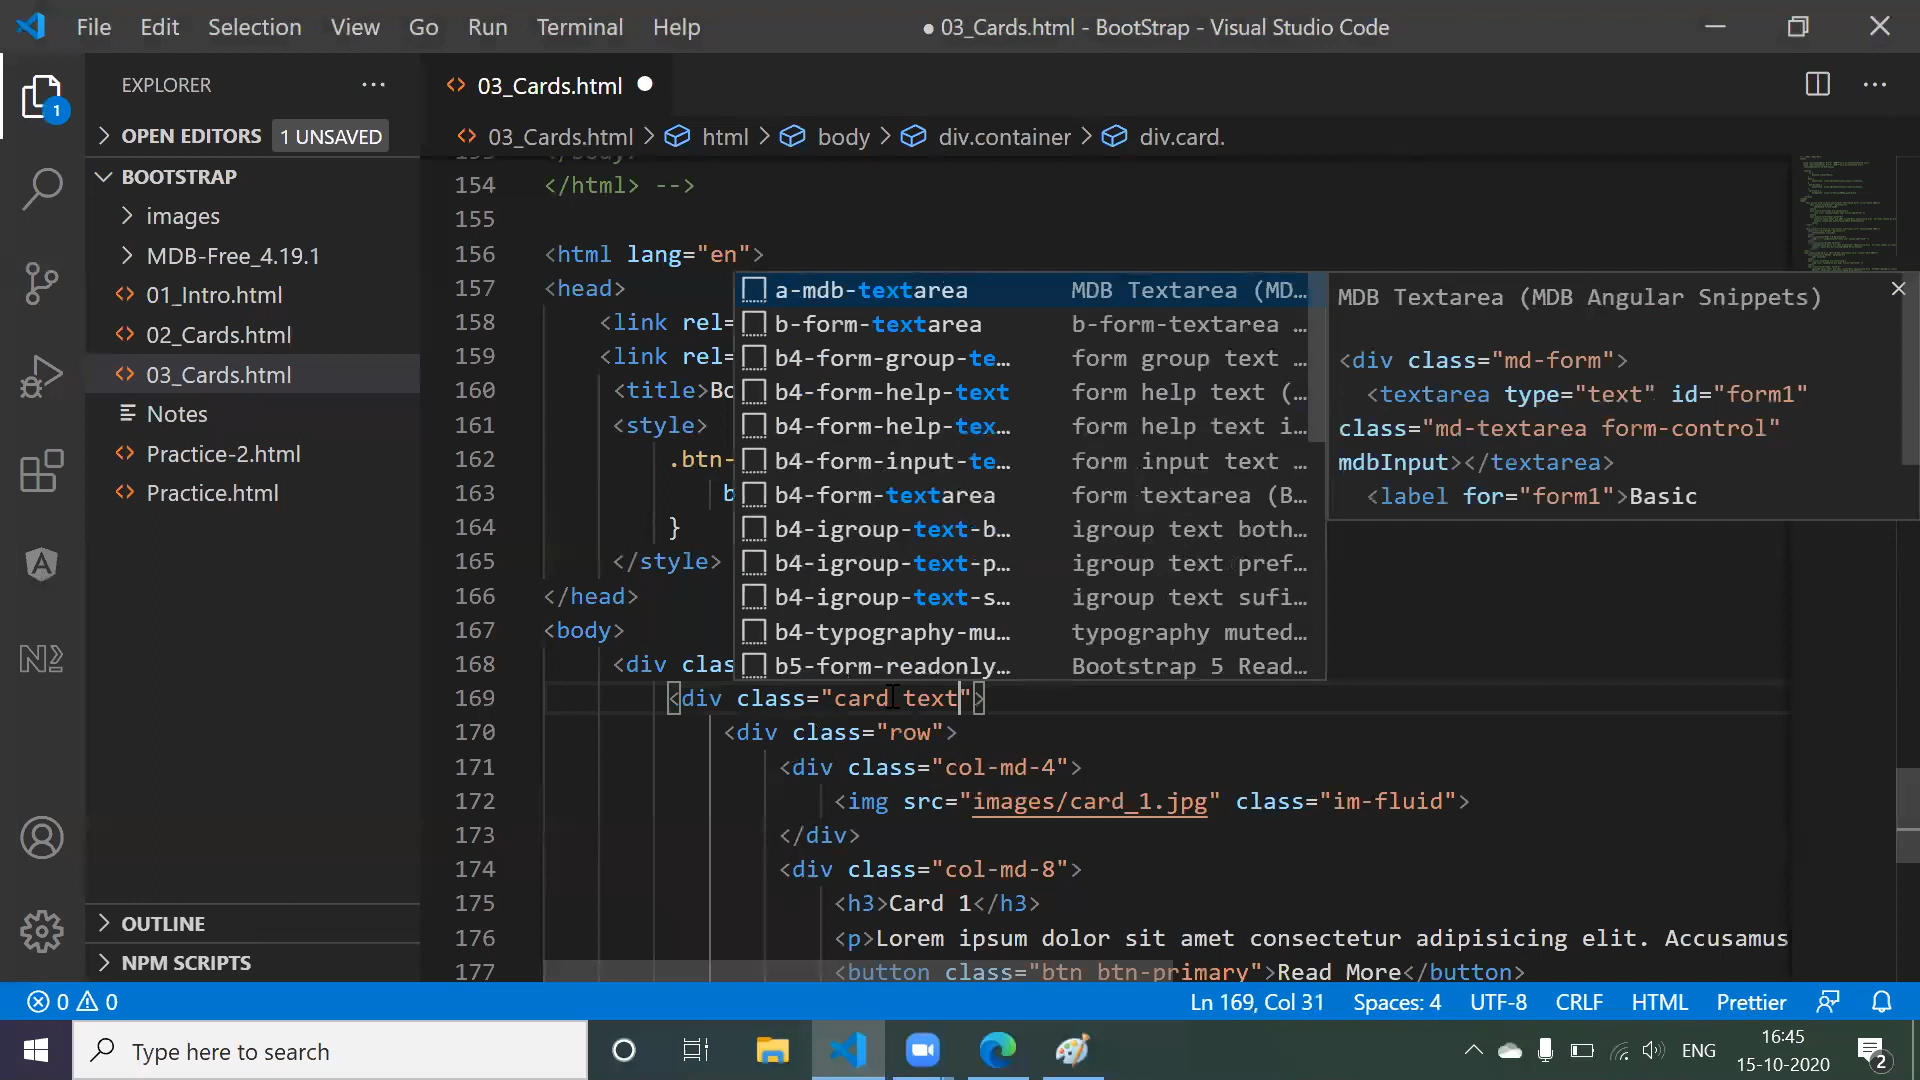 File Edit Selection View Go Run Terminal Help
● 03_Cards.html - BootStrap - Visual Studio Code
EXPLORER
OPEN EDITORS 1 UNSAVED
BOOTSTRAP
images
MDB-Free_4.19.1
01_Intro.html
02_Cards.html
03_Cards.html
Notes
Practice-2.html
Practice.html
OUTLINE
NPM SCRIPTS
1
03_Cards.html ●
03_Cards.html > html > body > div.container > div.card.
153 </body>
154 </html> -->
155
156 <html lang="en">
157 <head>
158 <link rel=
159 <link rel=
160 <title>Bo
161 <style>
162 .btn-
163 b
164 }
165 </style>
166 </head>
167 <body>
168 <div clas
169 <div class="card text">
170 <div class="row">
171 <div class="col-md-4">
172 <img src="images/card_1.jpg" class="im-fluid">
173 </div>
174 <div class="col-md-8">
175 <h3>Card 1</h3>
176 <p>Lorem ipsum dolor sit amet consectetur adipisicing elit. Accusamus
177 <button class="btn btn-primary">Read More</button>
a-mdb-textarea MDB Textarea (MD…
b-form-textarea b-form-textarea …
b4-form-group-te… form group text …
b4-form-help-text form help text (…
b4-form-help-tex… form help text i…
b4-form-input-te… form input text …
b4-form-textarea form textarea (B…
b4-igroup-text-b… igroup text both…
b4-igroup-text-p… igroup text pref…
b4-igroup-text-s… igroup text sufi…
b4-typography-mu… typography muted…
b5-form-readonly… Bootstrap 5 Read…
MDB Textarea (MDB Angular Snippets)
<div class="md-form">
<textarea type="text" id="form1"
class="md-textarea form-control"
mdbInput></textarea>
<label for="form1">Basic
0 0
Ln 169, Col 31 Spaces: 4 UTF-8 CRLF HTML Prettier
Type here to search
ENG
16:45
15-10-2020
2